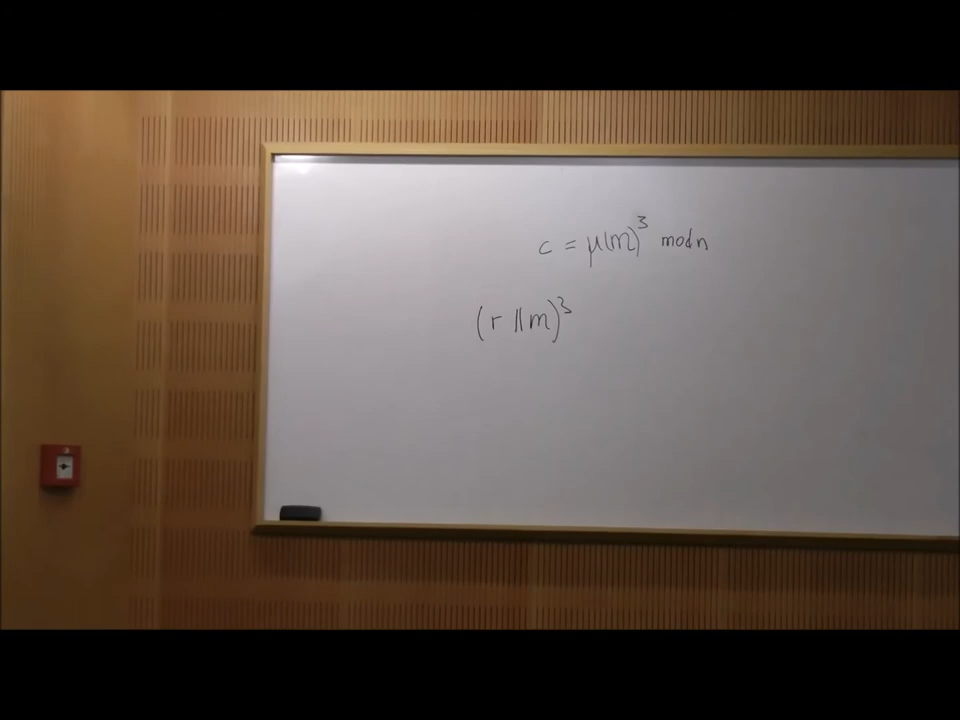 c = μ(m)³ mod n
(r || m)³